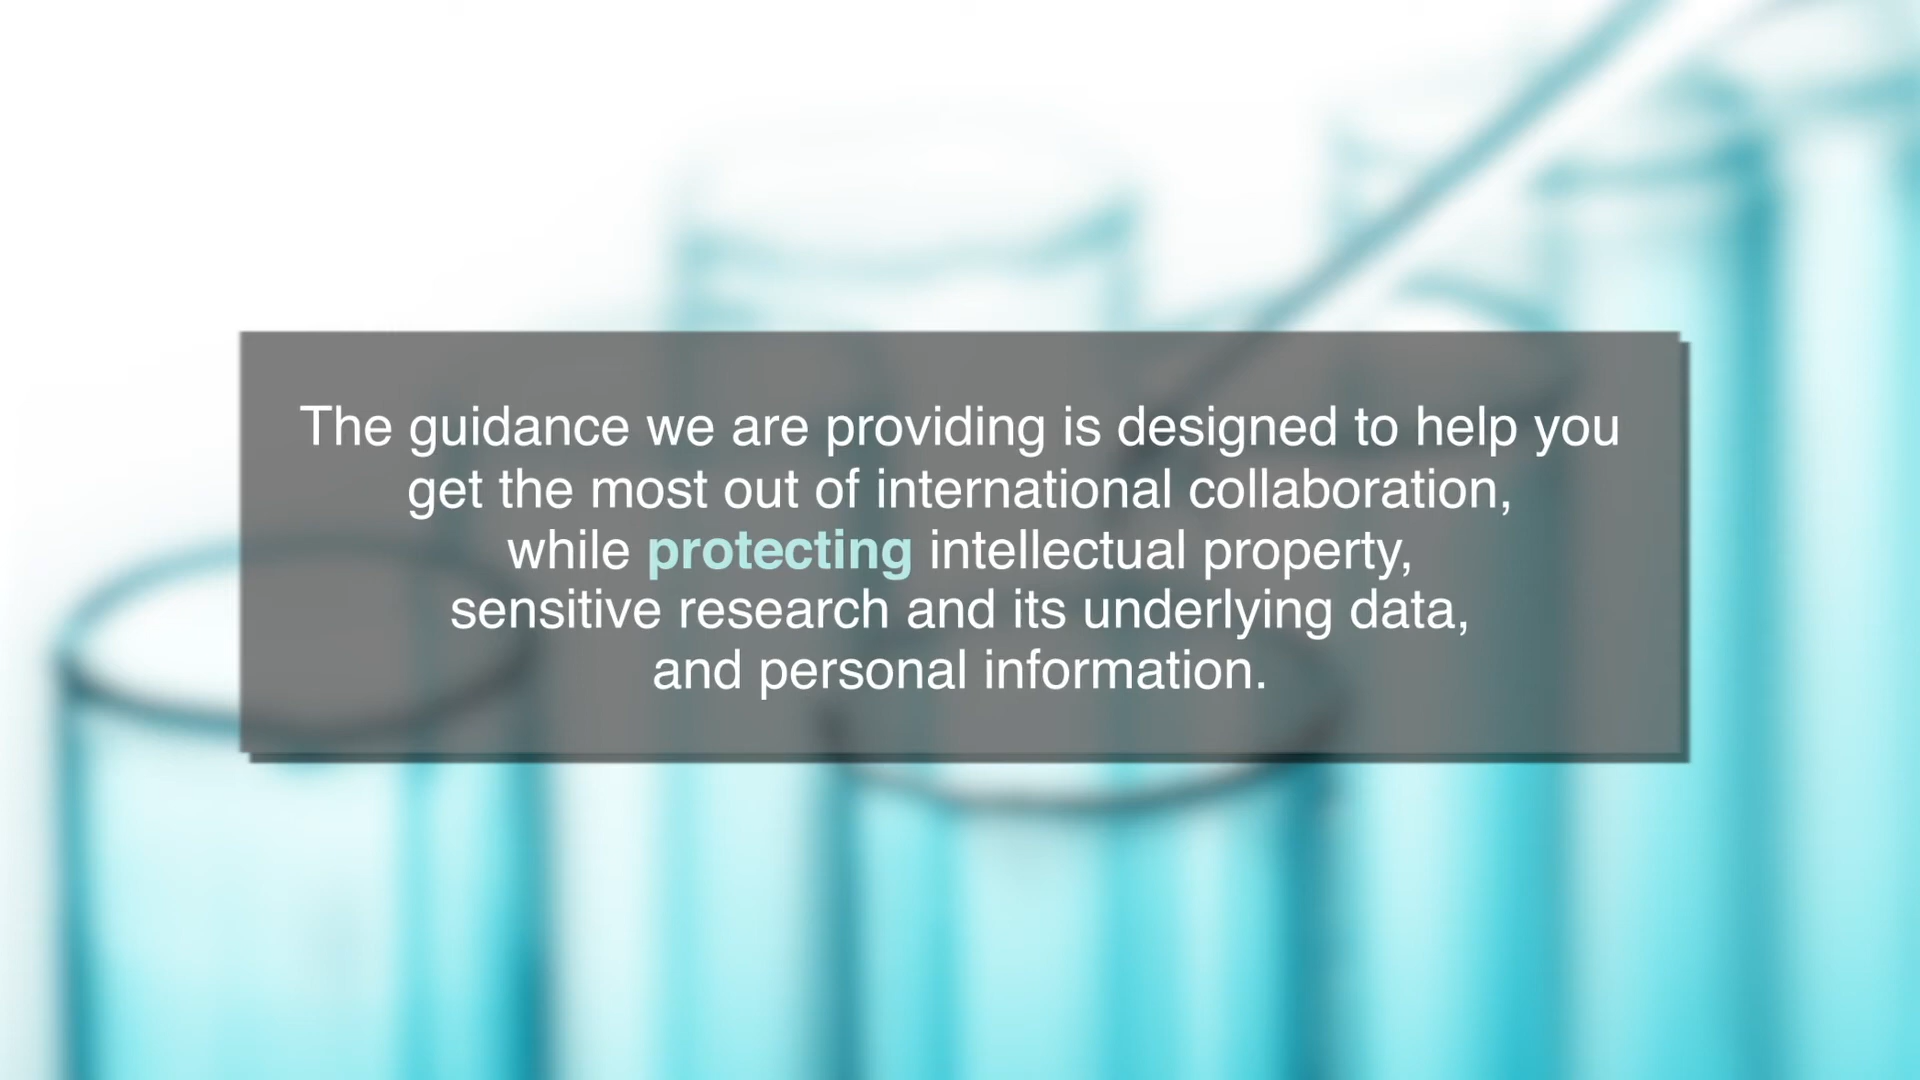 The guidance we are providing is designed to help you
get the most out of international collaboration,
while protecting intellectual property,
sensitive research and its underlying data,
and personal information.